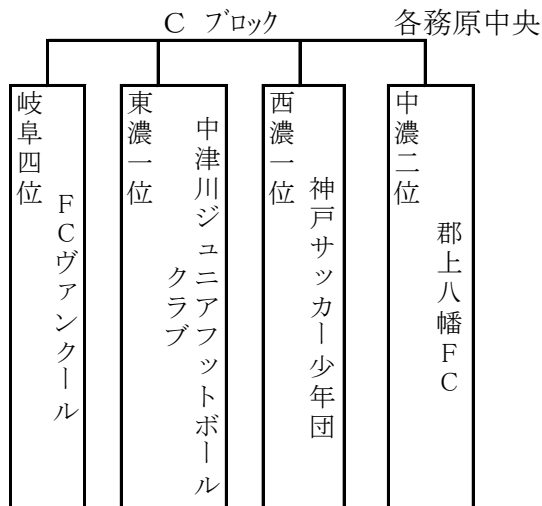 C ブロック
各務原中央
岐阜四位
FCヴァンクール
東濃一位
中津川ジュニアフットボール
クラブ
西濃一位
神戸サッカー少年団
中濃二位
郡上八幡FC